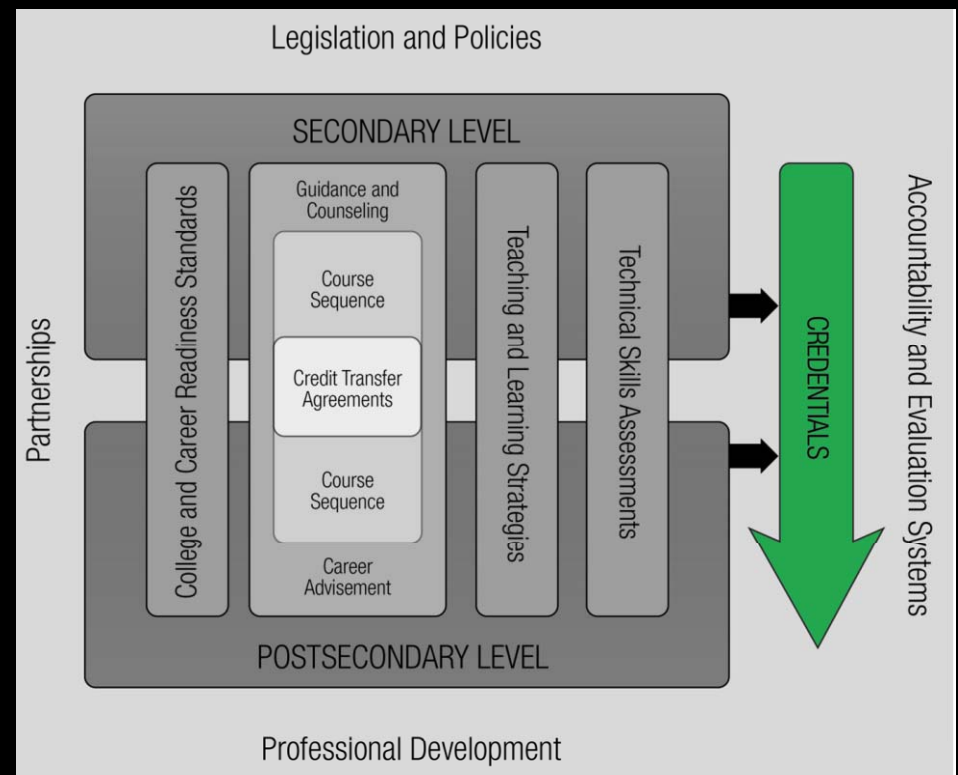 Legislation and Policies
SECONDARY LEVEL
Partnerships
College and Career Readiness Standards
Guidance and
Counseling
Course
Sequence
Credit Transfer
Agreements
Course
Sequence
Career
Advisement
Teaching and Learning Strategies
Technical Skills Assessments
CREDENTIALS
Accountability and Evaluation Systems
POSTSECONDARY LEVEL
Professional Development